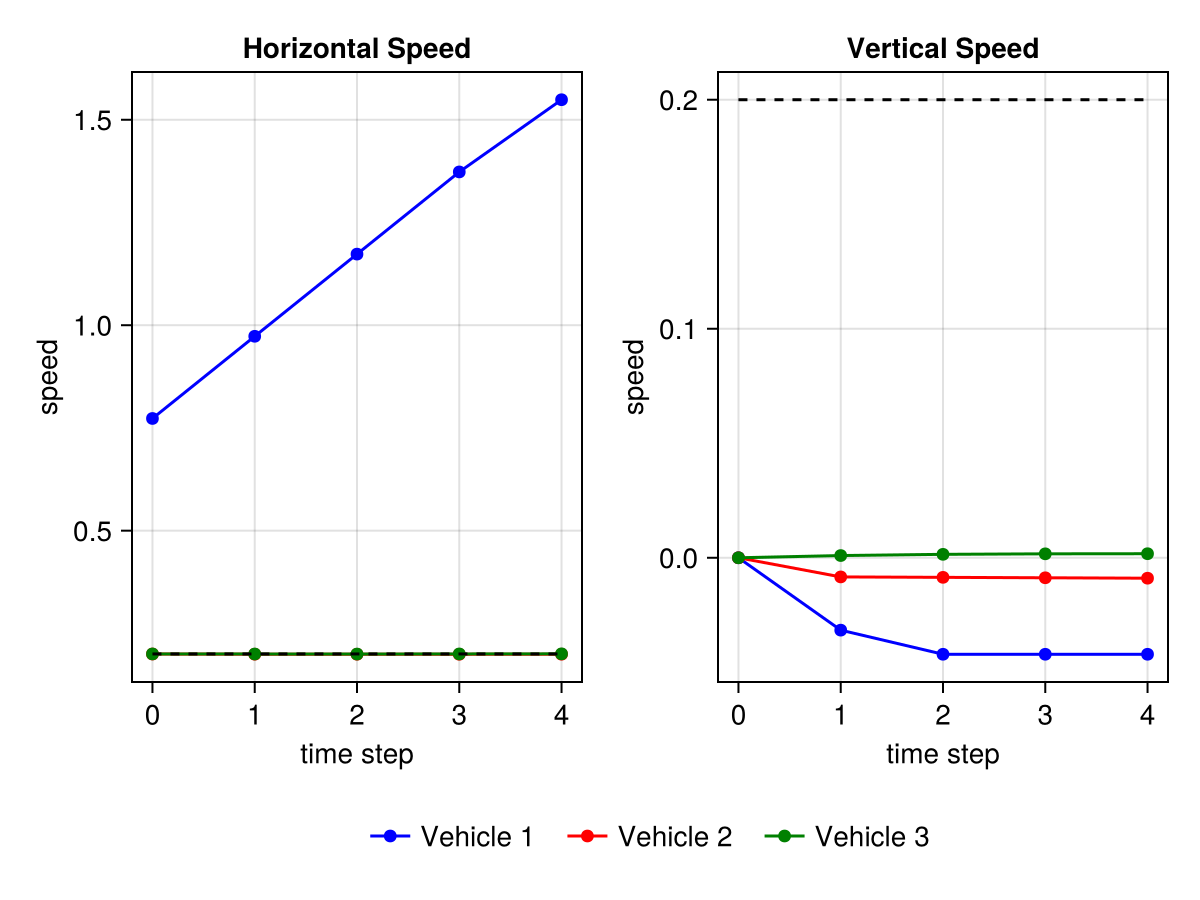 Horizontal Speed
speed
1.5
1.0
0.5
0 1 2 3 4
time step
Vertical Speed
speed
0.2
0.1
0.0
0 1 2 3 4
time step
Vehicle 1 Vehicle 2 Vehicle 3